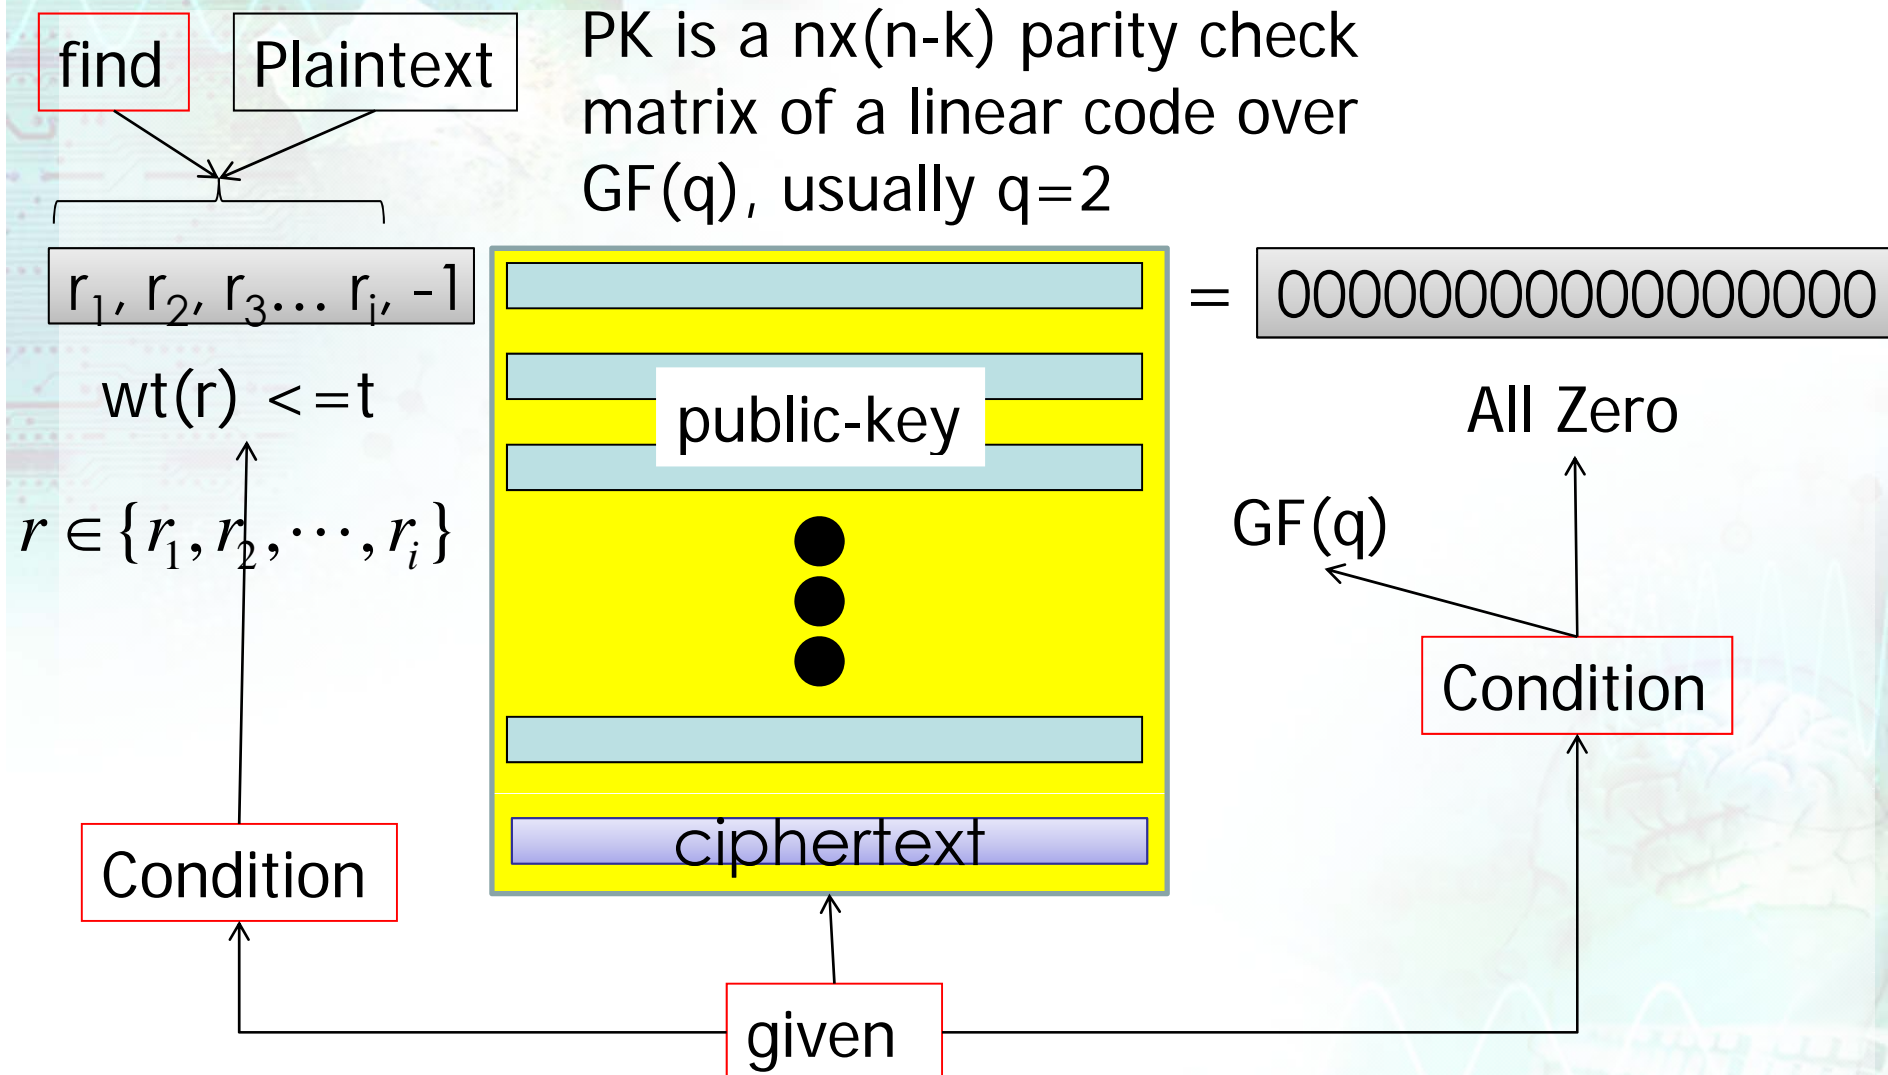 find
Plaintext
PK is a nx(n-k) parity check
matrix of a linear code over
GF(q), usually q=2
r₁, r₂, r₃... rᵢ, -1
=
00000000000000000
wt(r) <=t
public-key
All Zero
r ∈ {r₁, r₂, ⋯, rᵢ}
GF(q)
Condition
ciphertext
Condition
given